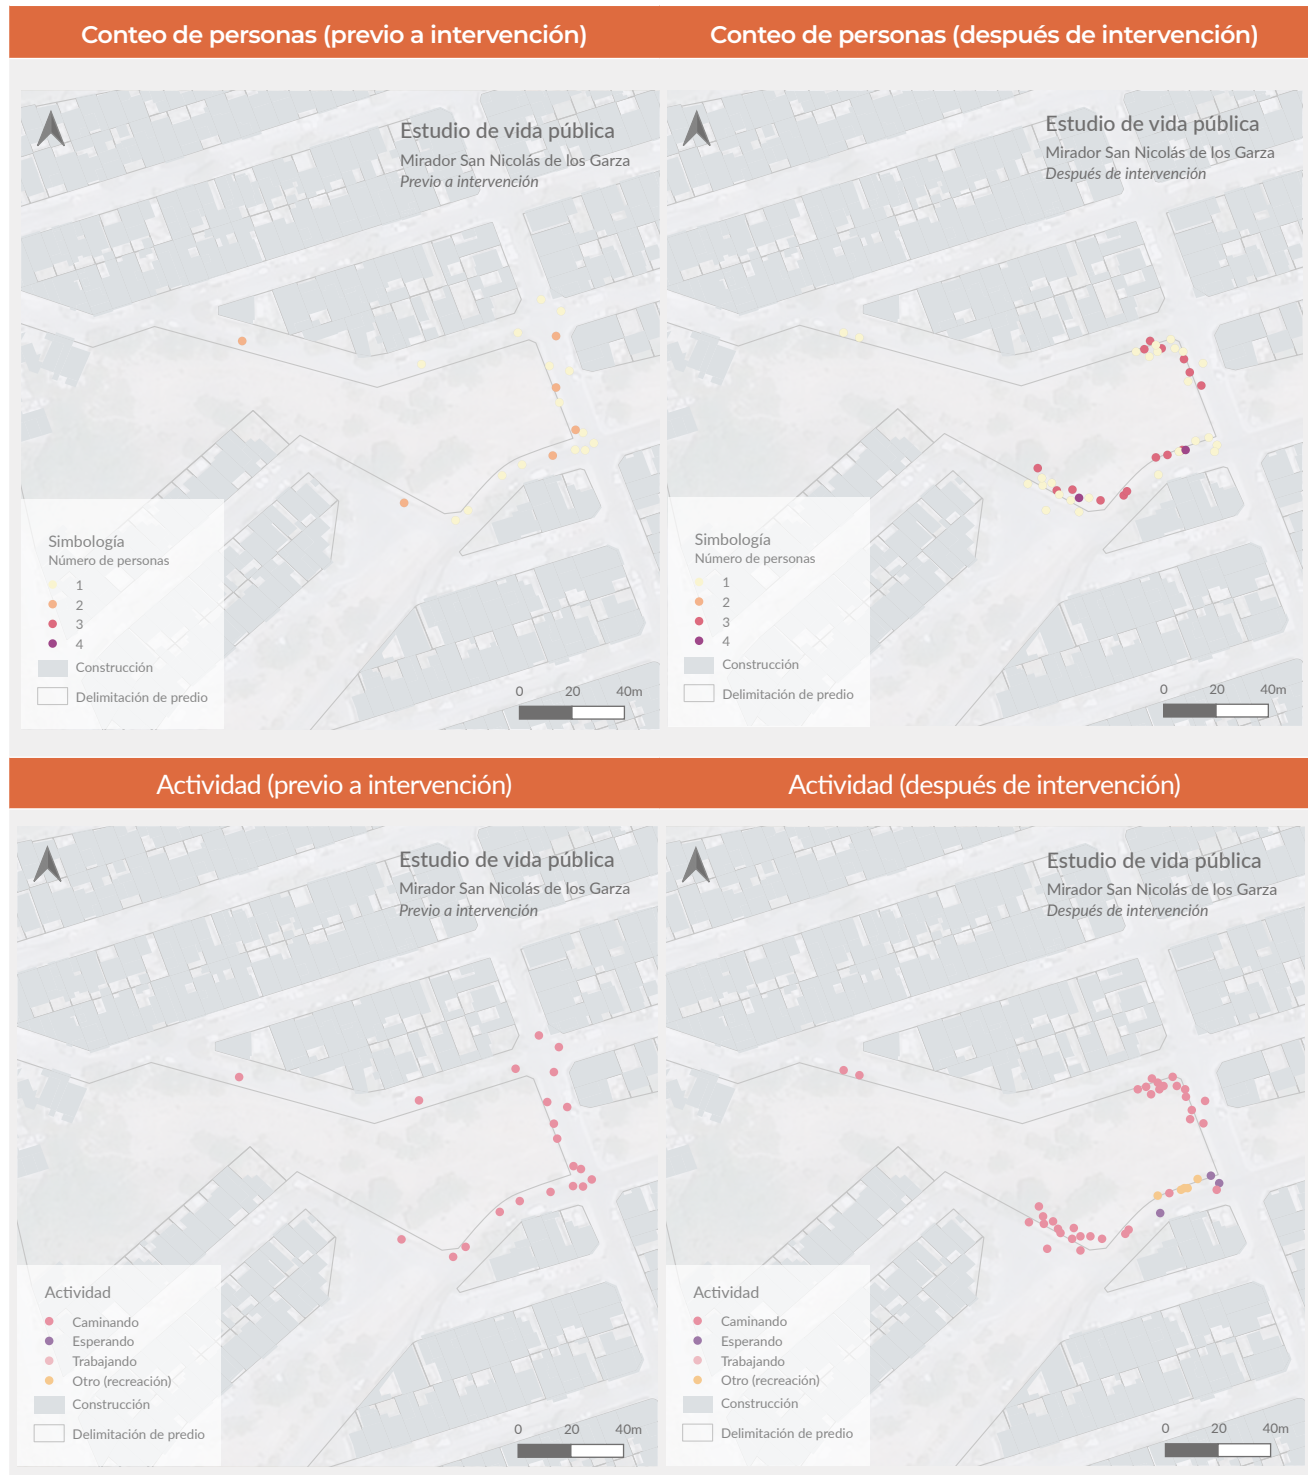 Conteo de personas (previo a intervención)
Conteo de personas (después de intervención)
Estudio de vida pública
Mirador San Nicolás de los Garza
Previo a intervención
Simbología
Número de personas
1
2
3
4
Construcción
Delimitación de predio
0 20 40m
Estudio de vida pública
Mirador San Nicolás de los Garza
Después de intervención
Simbología
Número de personas
1
2
3
4
Construcción
Delimitación de predio
0 20 40m
Actividad (previo a intervención)
Actividad (después de intervención)
Estudio de vida pública
Mirador San Nicolás de los Garza
Previo a intervención
Actividad
Caminando
Esperando
Trabajando
Otro (recreación)
Construcción
Delimitación de predio
0 20 40m
Estudio de vida pública
Mirador San Nicolás de los Garza
Después de intervención
Actividad
Caminando
Esperando
Trabajando
Otro (recreación)
Construcción
Delimitación de predio
0 20 40m